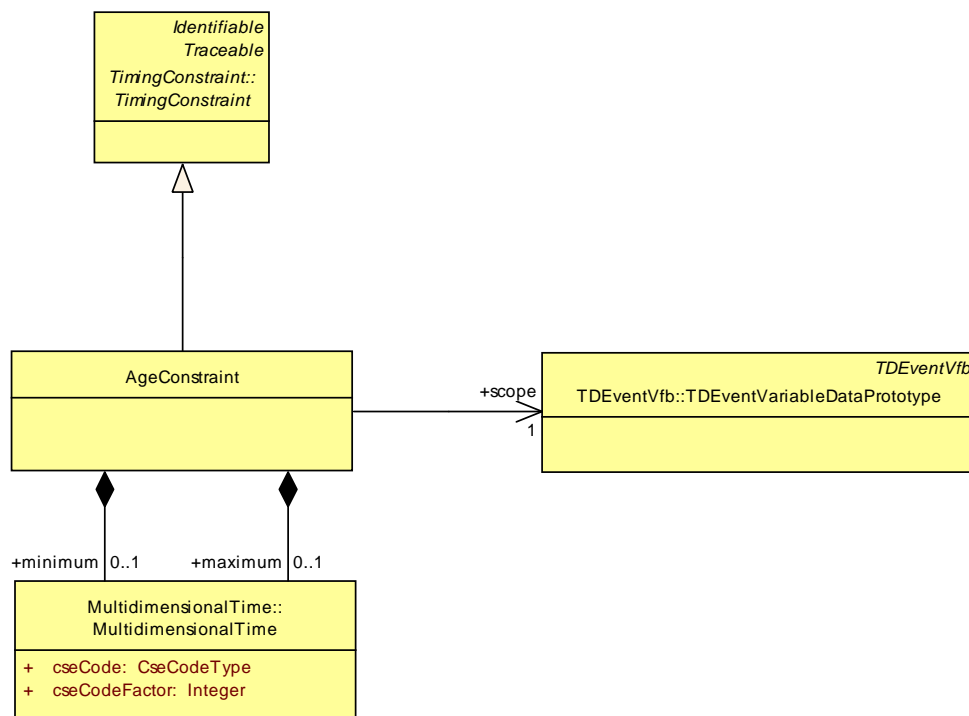 Identifiable
Traceable
TimingConstraint::
TimingConstraint
AgeConstraint
+scope
1
TDEventVfb
TDEventVfb::TDEventVariableDataPrototype
+minimum 0..1
+maximum 0..1
MultidimensionalTime::
MultidimensionalTime
+ cseCode: CseCodeType
+ cseCodeFactor: Integer